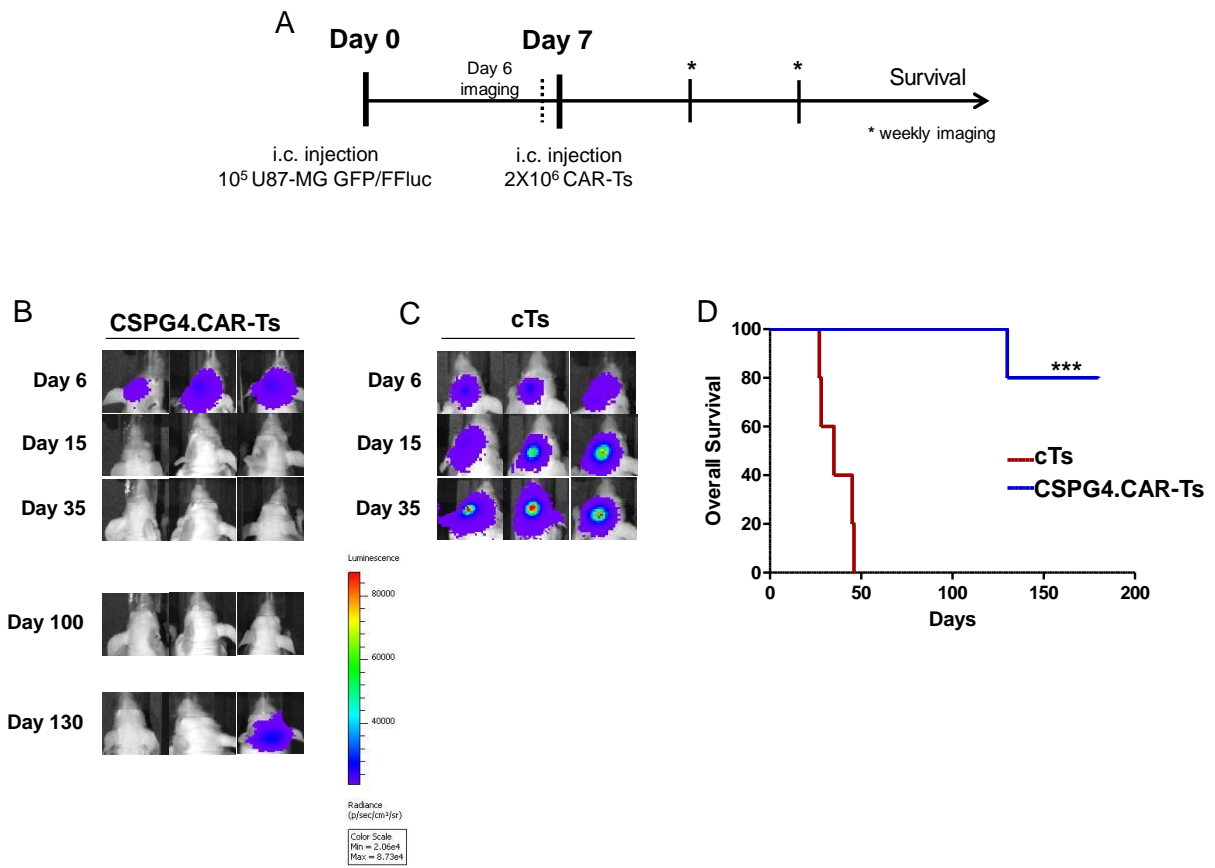 A
Day 0
Day 7
Day 6
imaging
*
*
Survival
* weekly imaging
i.c. injection
10⁵ U87-MG GFP/FFluc
i.c. injection
2X10⁶ CAR-Ts
B
CSPG4.CAR-Ts
Day 6
Day 15
Day 35
Day 100
Day 130
C
cTs
Day 6
Day 15
Day 35
Luminescence
80000
60000
40000
Radiance
(p/sec/cm²/sr)
Color Scale
Min = 2.06e4
Max = 8.73e4
D
Overall Survival
100
80
60
40
20
0
***
cTs
CSPG4.CAR-Ts
0
50
100
150
200
Days